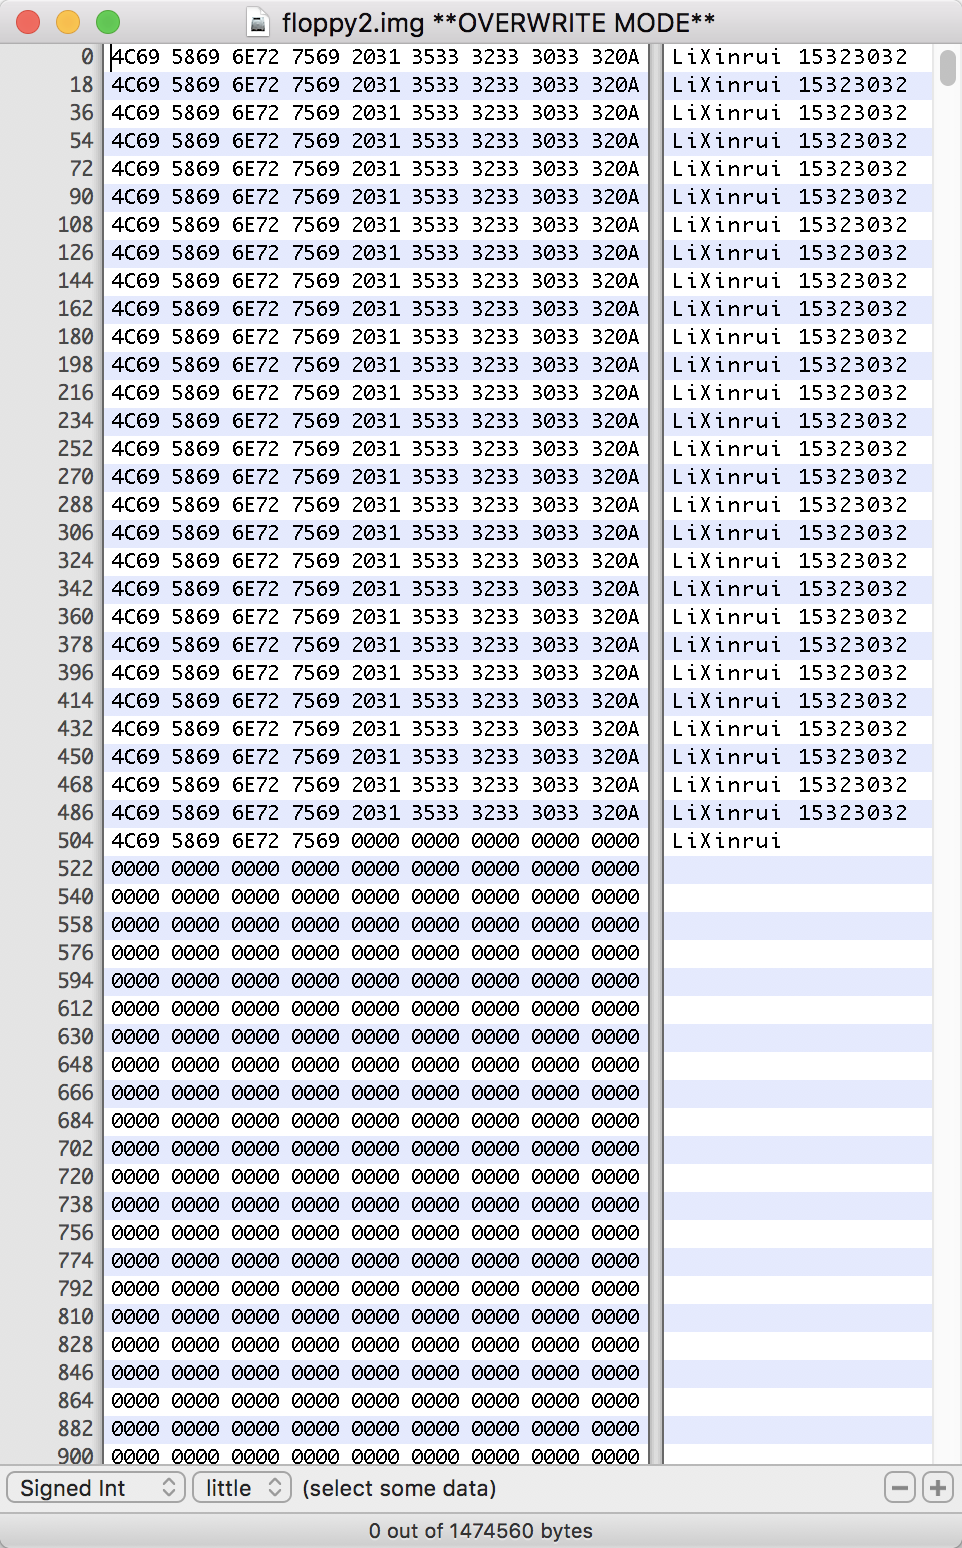 floppy2.img **OVERWRITE MODE**
0 4C69 5869 6E72 7569 2031 3533 3233 3033 320A LiXinrui 15323032
18 4C69 5869 6E72 7569 2031 3533 3233 3033 320A LiXinrui 15323032
36 4C69 5869 6E72 7569 2031 3533 3233 3033 320A LiXinrui 15323032
54 4C69 5869 6E72 7569 2031 3533 3233 3033 320A LiXinrui 15323032
72 4C69 5869 6E72 7569 2031 3533 3233 3033 320A LiXinrui 15323032
90 4C69 5869 6E72 7569 2031 3533 3233 3033 320A LiXinrui 15323032
108 4C69 5869 6E72 7569 2031 3533 3233 3033 320A LiXinrui 15323032
126 4C69 5869 6E72 7569 2031 3533 3233 3033 320A LiXinrui 15323032
144 4C69 5869 6E72 7569 2031 3533 3233 3033 320A LiXinrui 15323032
162 4C69 5869 6E72 7569 2031 3533 3233 3033 320A LiXinrui 15323032
180 4C69 5869 6E72 7569 2031 3533 3233 3033 320A LiXinrui 15323032
198 4C69 5869 6E72 7569 2031 3533 3233 3033 320A LiXinrui 15323032
216 4C69 5869 6E72 7569 2031 3533 3233 3033 320A LiXinrui 15323032
234 4C69 5869 6E72 7569 2031 3533 3233 3033 320A LiXinrui 15323032
252 4C69 5869 6E72 7569 2031 3533 3233 3033 320A LiXinrui 15323032
270 4C69 5869 6E72 7569 2031 3533 3233 3033 320A LiXinrui 15323032
288 4C69 5869 6E72 7569 2031 3533 3233 3033 320A LiXinrui 15323032
306 4C69 5869 6E72 7569 2031 3533 3233 3033 320A LiXinrui 15323032
324 4C69 5869 6E72 7569 2031 3533 3233 3033 320A LiXinrui 15323032
342 4C69 5869 6E72 7569 2031 3533 3233 3033 320A LiXinrui 15323032
360 4C69 5869 6E72 7569 2031 3533 3233 3033 320A LiXinrui 15323032
378 4C69 5869 6E72 7569 2031 3533 3233 3033 320A LiXinrui 15323032
396 4C69 5869 6E72 7569 2031 3533 3233 3033 320A LiXinrui 15323032
414 4C69 5869 6E72 7569 2031 3533 3233 3033 320A LiXinrui 15323032
432 4C69 5869 6E72 7569 2031 3533 3233 3033 320A LiXinrui 15323032
450 4C69 5869 6E72 7569 2031 3533 3233 3033 320A LiXinrui 15323032
468 4C69 5869 6E72 7569 2031 3533 3233 3033 320A LiXinrui 15323032
486 4C69 5869 6E72 7569 2031 3533 3233 3033 320A LiXinrui 15323032
504 4C69 5869 6E72 7569 0000 0000 0000 0000 0000 LiXinrui
522 0000 0000 0000 0000 0000 0000 0000 0000 0000
540 0000 0000 0000 0000 0000 0000 0000 0000 0000
558 0000 0000 0000 0000 0000 0000 0000 0000 0000
576 0000 0000 0000 0000 0000 0000 0000 0000 0000
594 0000 0000 0000 0000 0000 0000 0000 0000 0000
612 0000 0000 0000 0000 0000 0000 0000 0000 0000
630 0000 0000 0000 0000 0000 0000 0000 0000 0000
648 0000 0000 0000 0000 0000 0000 0000 0000 0000
666 0000 0000 0000 0000 0000 0000 0000 0000 0000
684 0000 0000 0000 0000 0000 0000 0000 0000 0000
702 0000 0000 0000 0000 0000 0000 0000 0000 0000
720 0000 0000 0000 0000 0000 0000 0000 0000 0000
738 0000 0000 0000 0000 0000 0000 0000 0000 0000
756 0000 0000 0000 0000 0000 0000 0000 0000 0000
774 0000 0000 0000 0000 0000 0000 0000 0000 0000
792 0000 0000 0000 0000 0000 0000 0000 0000 0000
810 0000 0000 0000 0000 0000 0000 0000 0000 0000
828 0000 0000 0000 0000 0000 0000 0000 0000 0000
846 0000 0000 0000 0000 0000 0000 0000 0000 0000
864 0000 0000 0000 0000 0000 0000 0000 0000 0000
882 0000 0000 0000 0000 0000 0000 0000 0000 0000
900 0000 0000 0000 0000 0000 0000 0000 0000 0000
Signed Int little (select some data)
0 out of 1474560 bytes